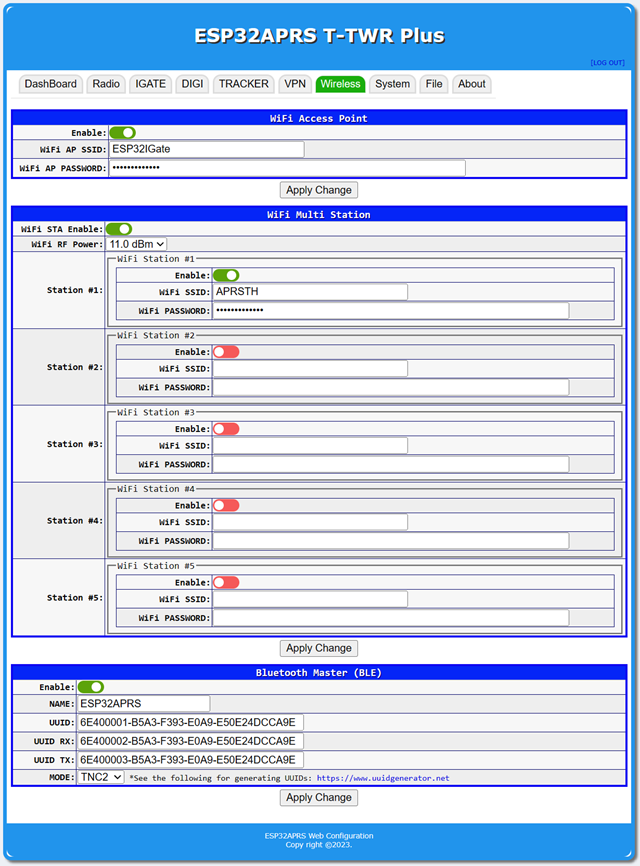 ESP32APRS T-TWR Plus
[LOG OUT]
DashBoard Radio IGATE DIGI TRACKER VPN Wireless System File About
WiFi Access Point
Enable:
WiFi AP SSID: ESP32IGate
WiFi AP PASSWORD: •••••••••••••
WiFi Multi Station
WiFi STA Enable:
WiFi RF Power: 11.0 dBm
Station #1:
WiFi Station #1
Enable:
WiFi SSID: APRSTH
WiFi PASSWORD: •••••••••••••
Station #2:
WiFi Station #2
Enable:
WiFi SSID:
WiFi PASSWORD:
Station #3:
WiFi Station #3
Enable:
WiFi SSID:
WiFi PASSWORD:
Station #4:
WiFi Station #4
Enable:
WiFi SSID:
WiFi PASSWORD:
Station #5:
WiFi Station #5
Enable:
WiFi SSID:
WiFi PASSWORD:
Apply Change
Bluetooth Master (BLE)
Enable:
NAME: ESP32APRS
UUID: 6E400001-B5A3-F393-E0A9-E50E24DCCA9E
UUID RX: 6E400002-B5A3-F393-E0A9-E50E24DCCA9E
UUID TX: 6E400003-B5A3-F393-E0A9-E50E24DCCA9E
MODE: TNC2 *See the following for generating UUIDs: https://www.uuidgenerator.net
Apply Change
ESP32APRS Web Configuration
Copy right ©2023.